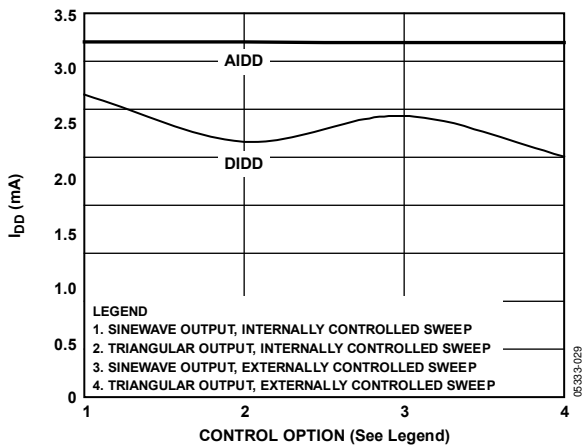 3.5
3.0
2.5
2.0
1.5
1.0
0.5
0
I_DD (mA)
AIDD
DIDD
LEGEND
1. SINEWAVE OUTPUT, INTERNALLY CONTROLLED SWEEP
2. TRIANGULAR OUTPUT, INTERNALLY CONTROLLED SWEEP
3. SINEWAVE OUTPUT, EXTERNALLY CONTROLLED SWEEP
4. TRIANGULAR OUTPUT, EXTERNALLY CONTROLLED SWEEP
1 2 3 4
CONTROL OPTION (See Legend)
05333-029